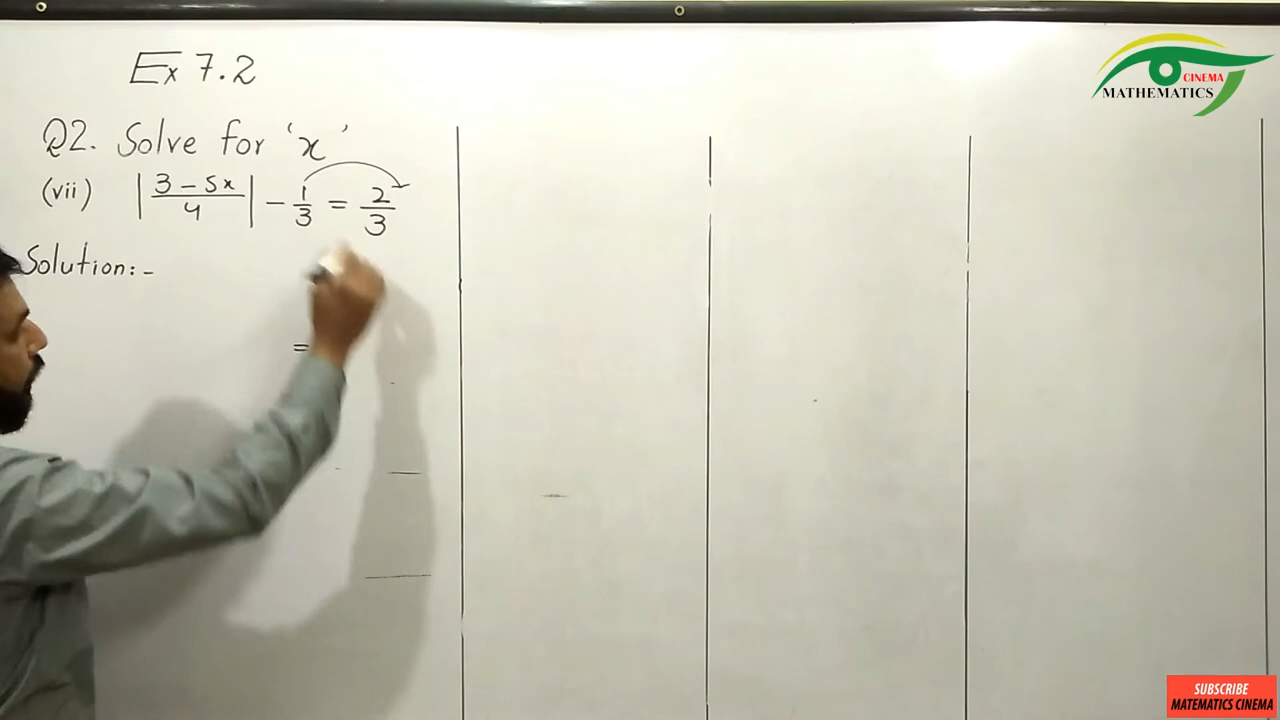 Ex 7.2
Q2. Solve for 'x'
(vii) |3-5x/4| - 1/3 = 2/3
Solution:-
=
CINEMA
MATHEMATICS
SUBSCRIBE
MATEMATICS CINEMA